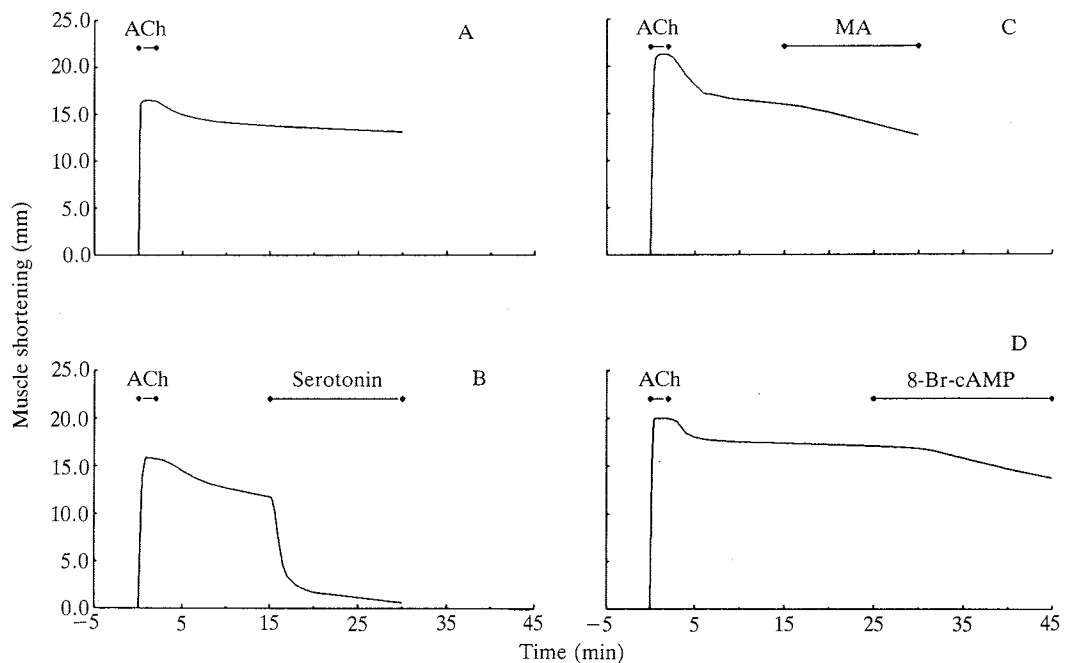 ACh
A
25.0
20.0
15.0
10.0
5.0
0.0
ACh
MA
C
Muscle shortening (mm)
ACh
Serotonin
B
25.0
20.0
15.0
10.0
5.0
0.0
−5 5 15 25 35 45
D
ACh
8-Br-cAMP
−5 5 15 25 35 45
Time (min)